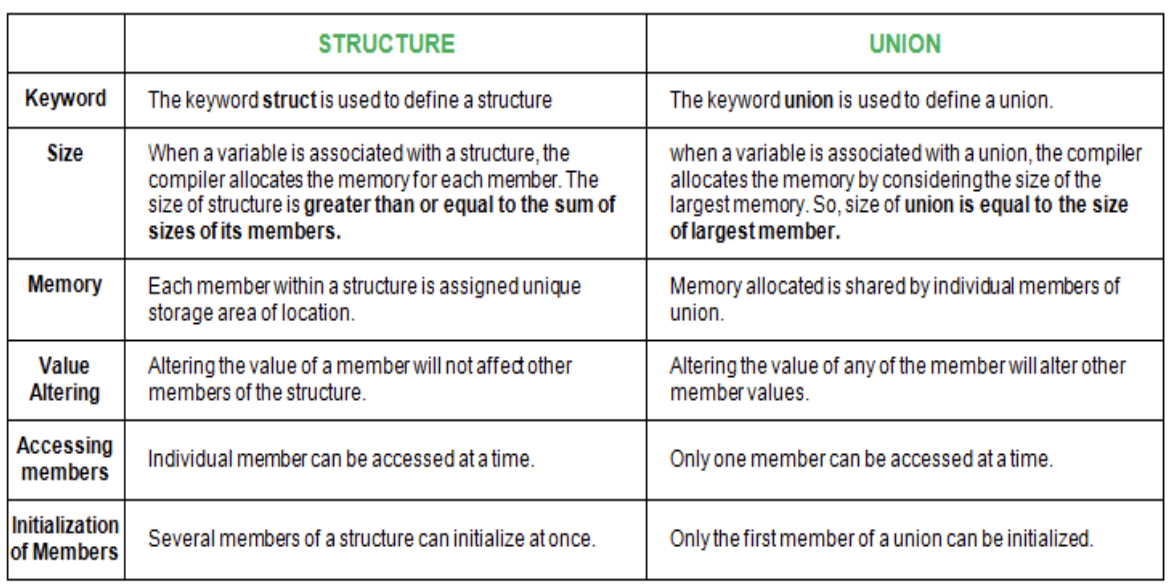 STRUCTURE UNION
Keyword
The keyword struct is used to define a structure
The keyword union is used to define a union.
Size
When a variable is associated with a structure, the
compiler allocates the memory for each member. The
size of structure is greater than or equal to the sum of
sizes of its members.
when a variable is associated with a union, the compiler
allocates the memory by considering the size of the
largest memory. So, size of union is equal to the size
of largest member.
Memory
Each member within a structure is assigned unique
storage area of location.
Memory allocated is shared by individual members of
union.
Value
Altering
Altering the value of a member will not affect other
members of the structure.
Altering the value of any of the member will alter other
member values.
Accessing
members
Individual member can be accessed at a time.
Only one member can be accessed at a time.
Initialization
of Members
Several members of a structure can initialize at once.
Only the first member of a union can be initialized.